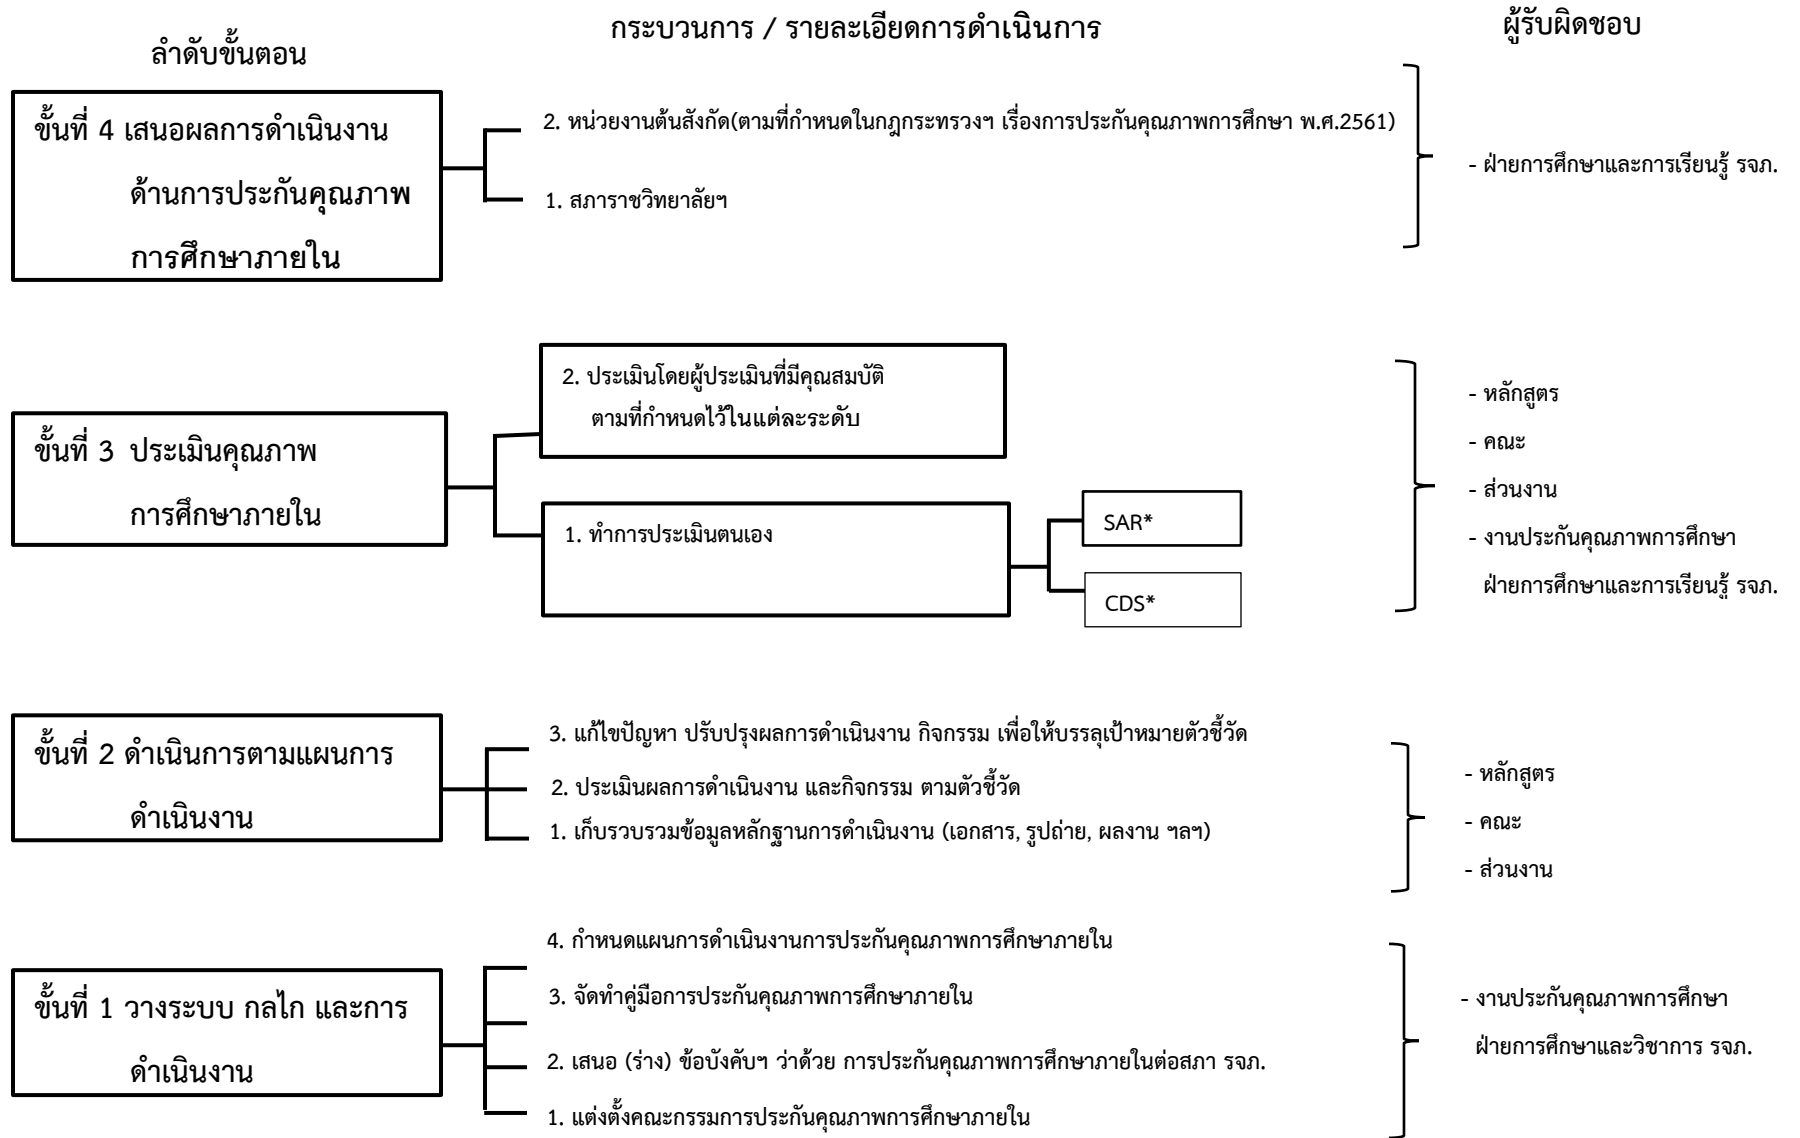 ลำดับขั้นตอน
กระบวนการ / รายละเอียดการดำเนินการ
ผู้รับผิดชอบ
ขั้นที่ 4 เสนอผลการดำเนินงาน
ด้านการประกันคุณภาพ
การศึกษาภายใน
2. หน่วยงานต้นสังกัด(ตามที่กำหนดในกฎกระทรวงฯ เรื่องการประกันคุณภาพการศึกษา พ.ศ.2561)
1. สภาราชวิทยาลัยฯ
- ฝ่ายการศึกษาและการเรียนรู้ รจภ.
ขั้นที่ 3 ประเมินคุณภาพ
การศึกษาภายใน
2. ประเมินโดยผู้ประเมินที่มีคุณสมบัติ
ตามที่กำหนดไว้ในแต่ละระดับ
1. ทำการประเมินตนเอง
SAR*
CDS*
- หลักสูตร
- คณะ
- ส่วนงาน
- งานประกันคุณภาพการศึกษา
ฝ่ายการศึกษาและการเรียนรู้ รจภ.
ขั้นที่ 2 ดำเนินการตามแผนการ
ดำเนินงาน
3. แก้ไขปัญหา ปรับปรุงผลการดำเนินงาน กิจกรรม เพื่อให้บรรลุเป้าหมายตัวชี้วัด
2. ประเมินผลการดำเนินงาน และกิจกรรม ตามตัวชี้วัด
1. เก็บรวบรวมข้อมูลหลักฐานการดำเนินงาน (เอกสาร, รูปถ่าย, ผลงาน ฯลฯ)
- หลักสูตร
- คณะ
- ส่วนงาน
ขั้นที่ 1 วางระบบ กลไก และการ
ดำเนินงาน
4. กำหนดแผนการดำเนินงานการประกันคุณภาพการศึกษาภายใน
3. จัดทำคู่มือการประกันคุณภาพการศึกษาภายใน
2. เสนอ (ร่าง) ข้อบังคับฯ ว่าด้วย การประกันคุณภาพการศึกษาภายในต่อสภา รจภ.
1. แต่งตั้งคณะกรรมการประกันคุณภาพการศึกษาภายใน
- งานประกันคุณภาพการศึกษา
ฝ่ายการศึกษาและวิชาการ รจภ.